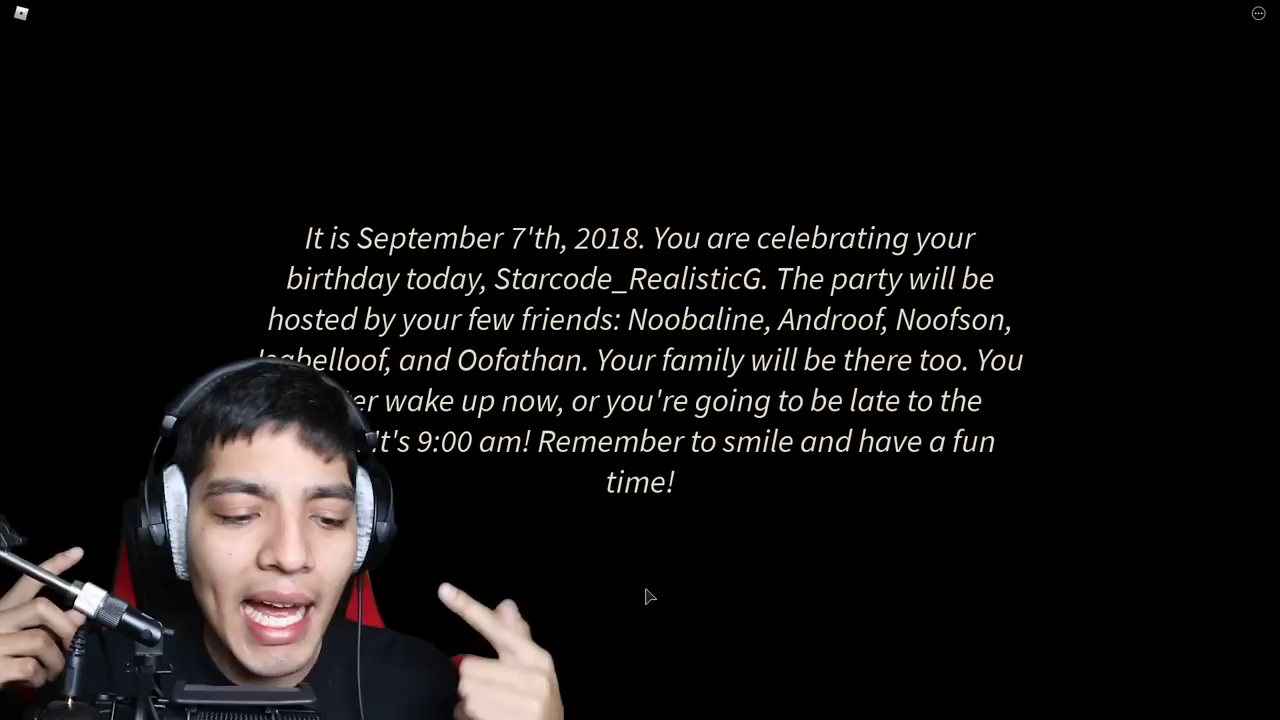 It is September 7'th, 2018. You are celebrating your
birthday today, Starcode_RealisticG. The party will be
hosted by your few friends: Noobaline, Androof, Noofson,
and Oofathan. Your family will be there too. You
wake up now, or you're going to be late to the
It's 9:00 am! Remember to smile and have a fun
time!